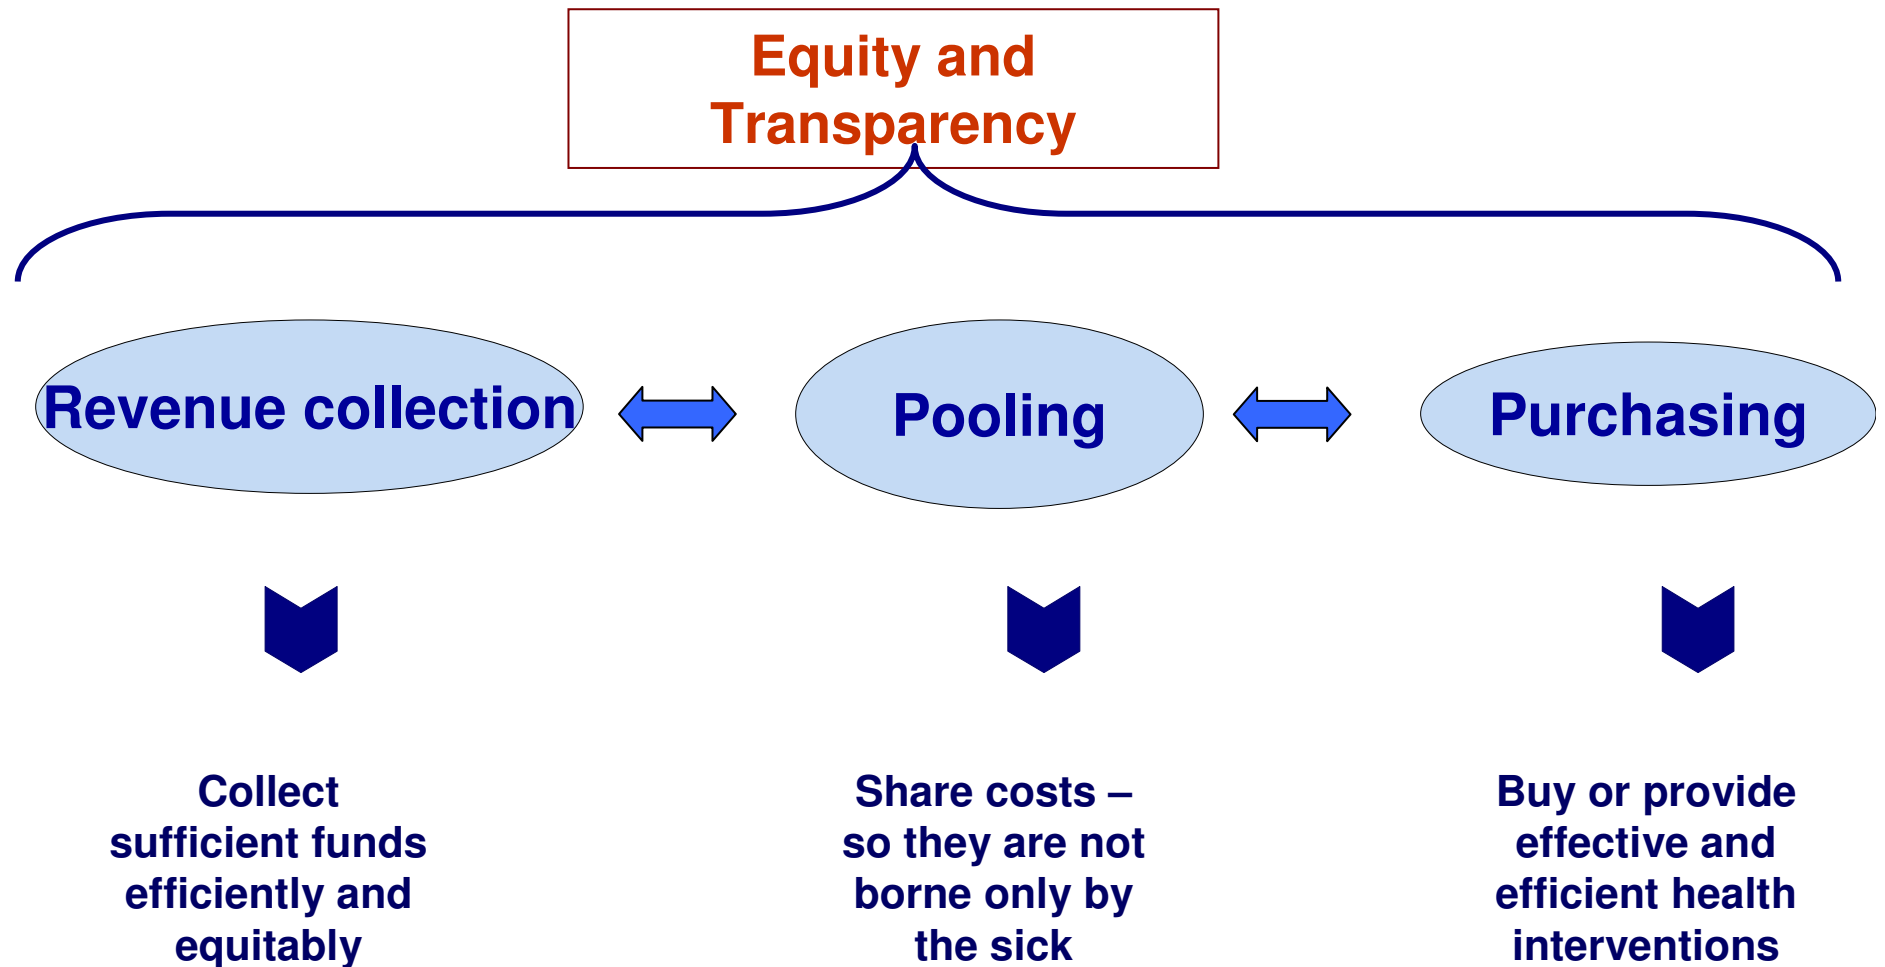 Equity and
Transparency
Revenue collection
Pooling
Purchasing
Collect
sufficient funds
efficiently and
equitably
Share costs –
so they are not
borne only by
the sick
Buy or provide
effective and
efficient health
interventions